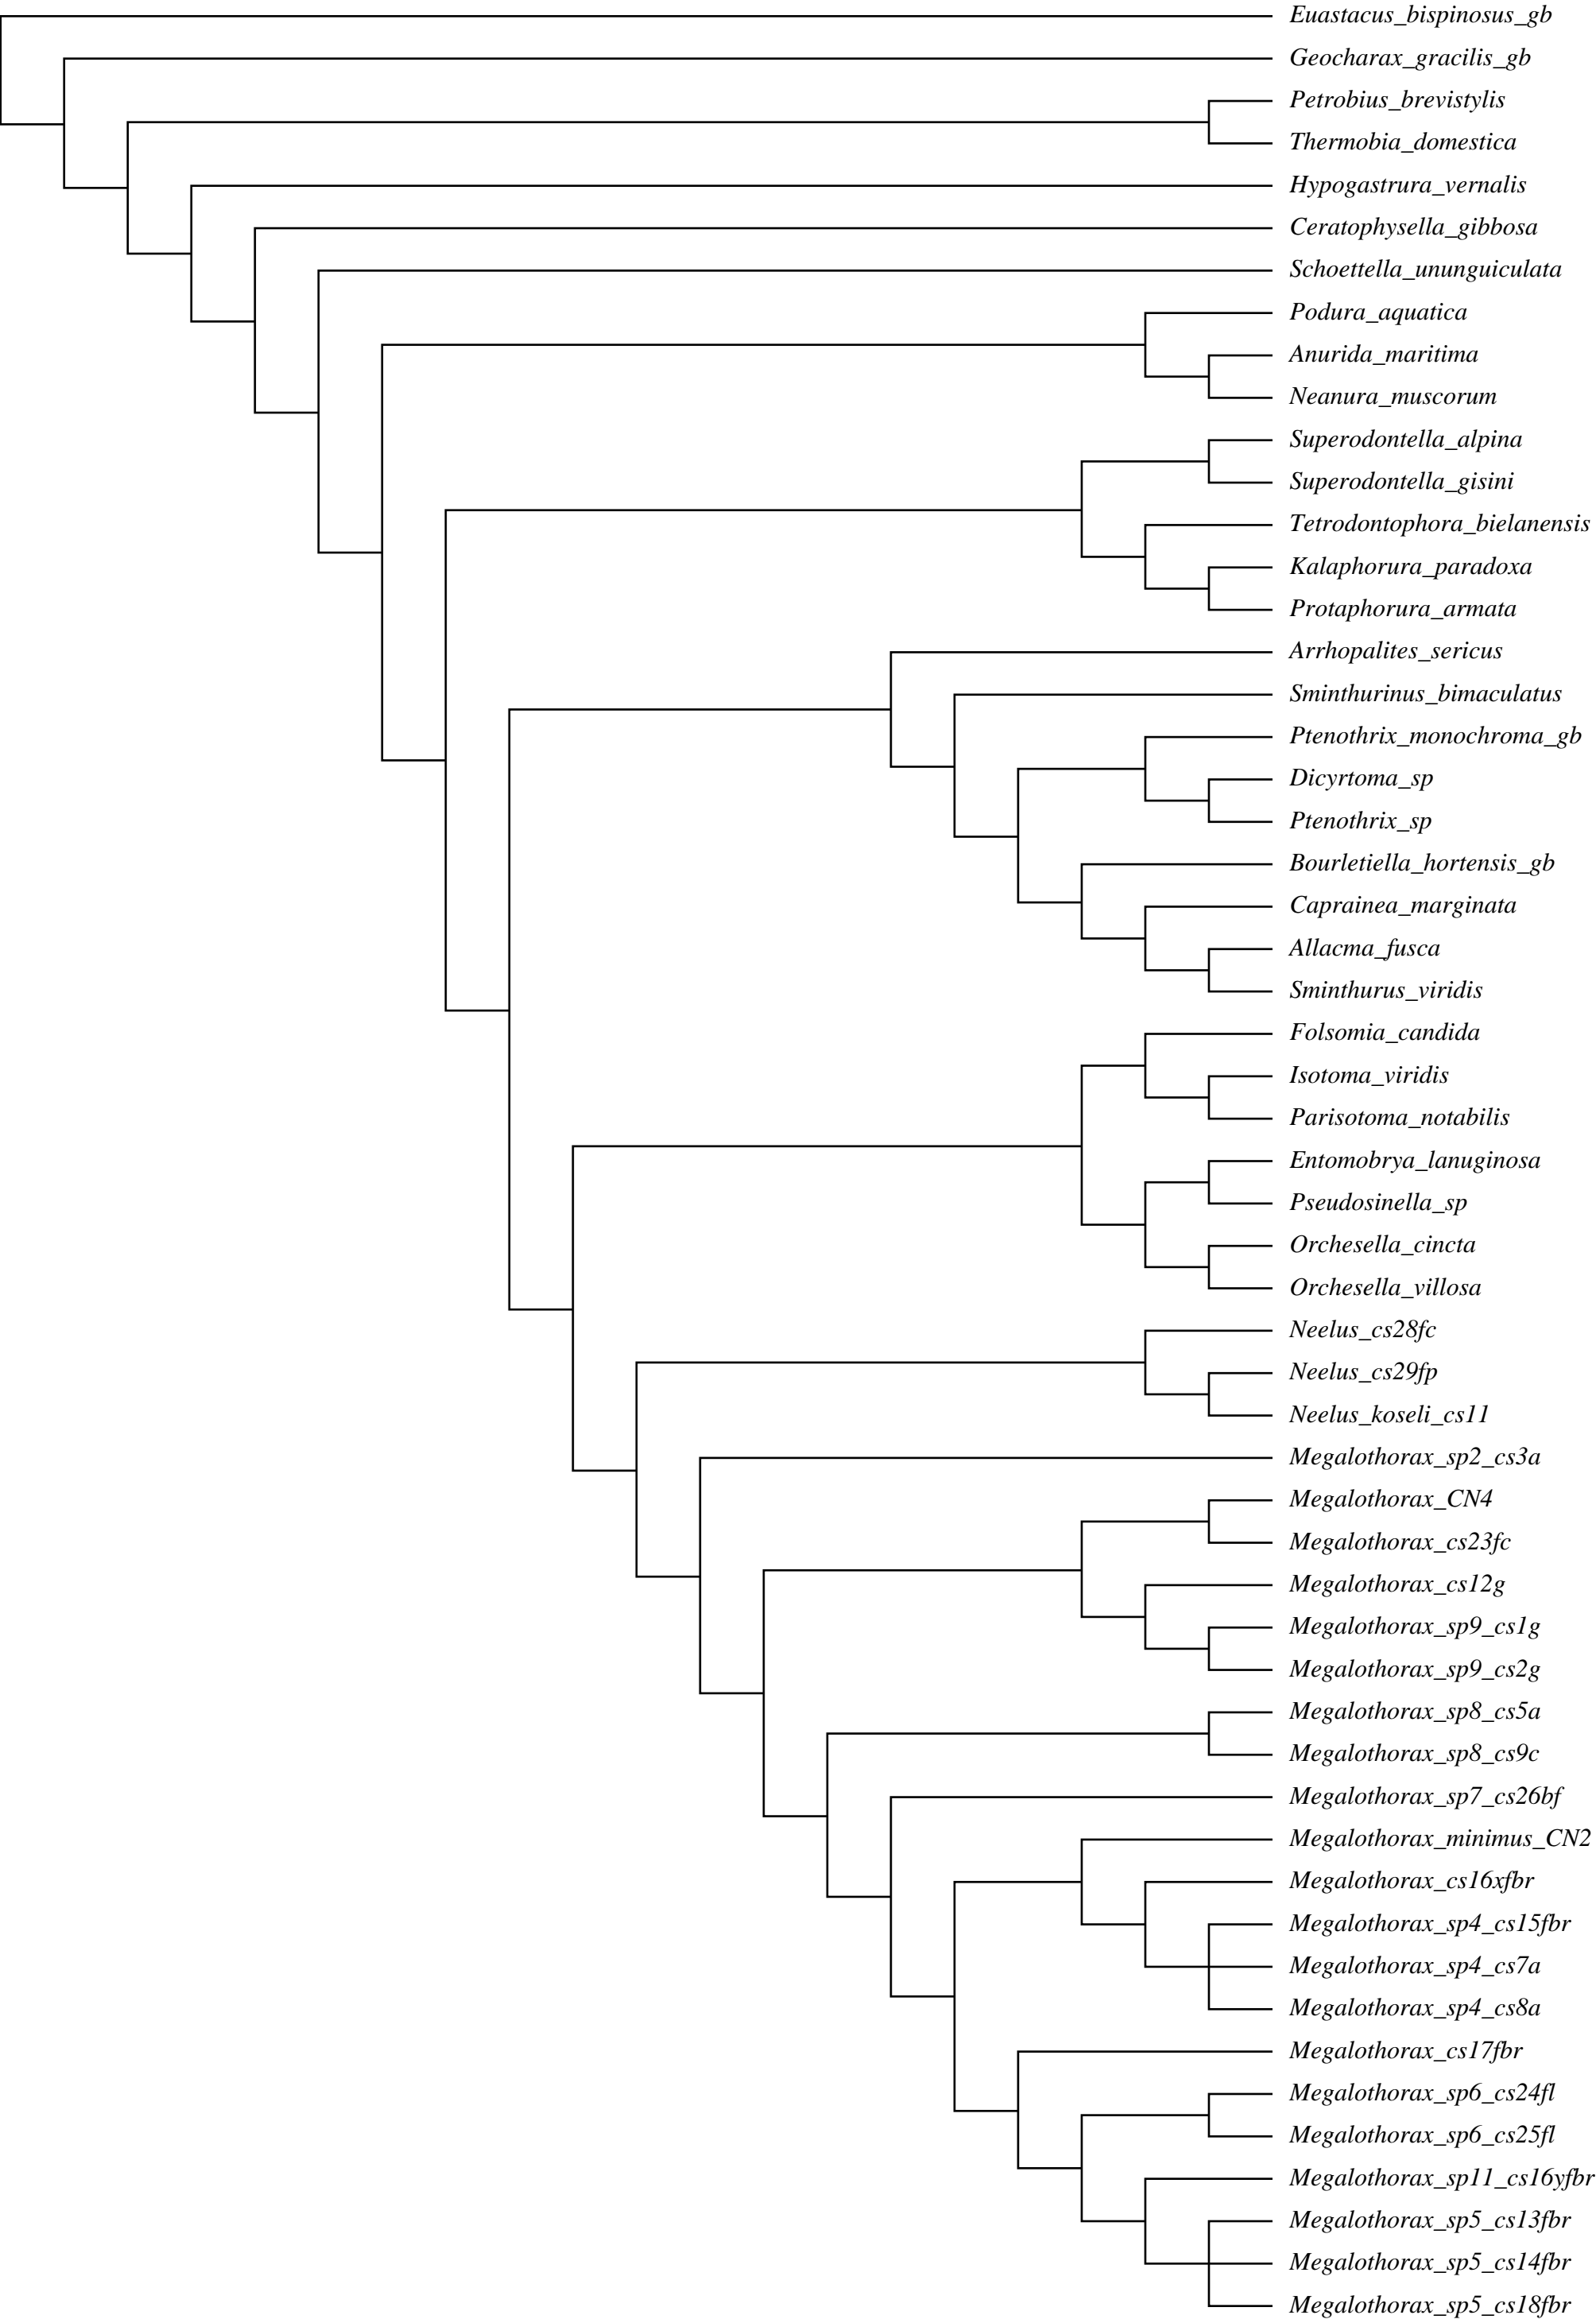 Euastacus_bispinosus_gb
Geocharax_gracilis_gb
Petrobius_brevistylis
Thermobia_domestica
Hypogastrura_vernalis
Ceratophysella_gibbosa
Schoettella_ununguiculata
Podura_aquatica
Anurida_maritima
Neanura_muscorum
Superodontella_alpina
Superodontella_gisini
Tetrodontophora_bielanensis
Kalaphorura_paradoxa
Protaphorura_armata
Arrhopalites_sericus
Sminthurinus_bimaculatus
Ptenothrix_monochroma_gb
Dicyrtoma_sp
Ptenothrix_sp
Bourletiella_hortensis_gb
Caprainea_marginata
Allacma_fusca
Sminthurus_viridis
Folsomia_candida
Isotoma_viridis
Parisotoma_notabilis
Entomobrya_lanuginosa
Pseudosinella_sp
Orchesella_cincta
Orchesella_villosa
Neelus_cs28fc
Neelus_cs29fp
Neelus_koseli_cs11
Megalothorax_sp2_cs3a
Megalothorax_CN4
Megalothorax_cs23fc
Megalothorax_cs12g
Megalothorax_sp9_cs1g
Megalothorax_sp9_cs2g
Megalothorax_sp8_cs5a
Megalothorax_sp8_cs9c
Megalothorax_sp7_cs26bf
Megalothorax_minimus_CN2
Megalothorax_cs16xfbr
Megalothorax_sp4_cs15fbr
Megalothorax_sp4_cs7a
Megalothorax_sp4_cs8a
Megalothorax_cs17fbr
Megalothorax_sp6_cs24fl
Megalothorax_sp6_cs25fl
Megalothorax_sp11_cs16yfbr
Megalothorax_sp5_cs13fbr
Megalothorax_sp5_cs14fbr
Megalothorax_sp5_cs18fbr